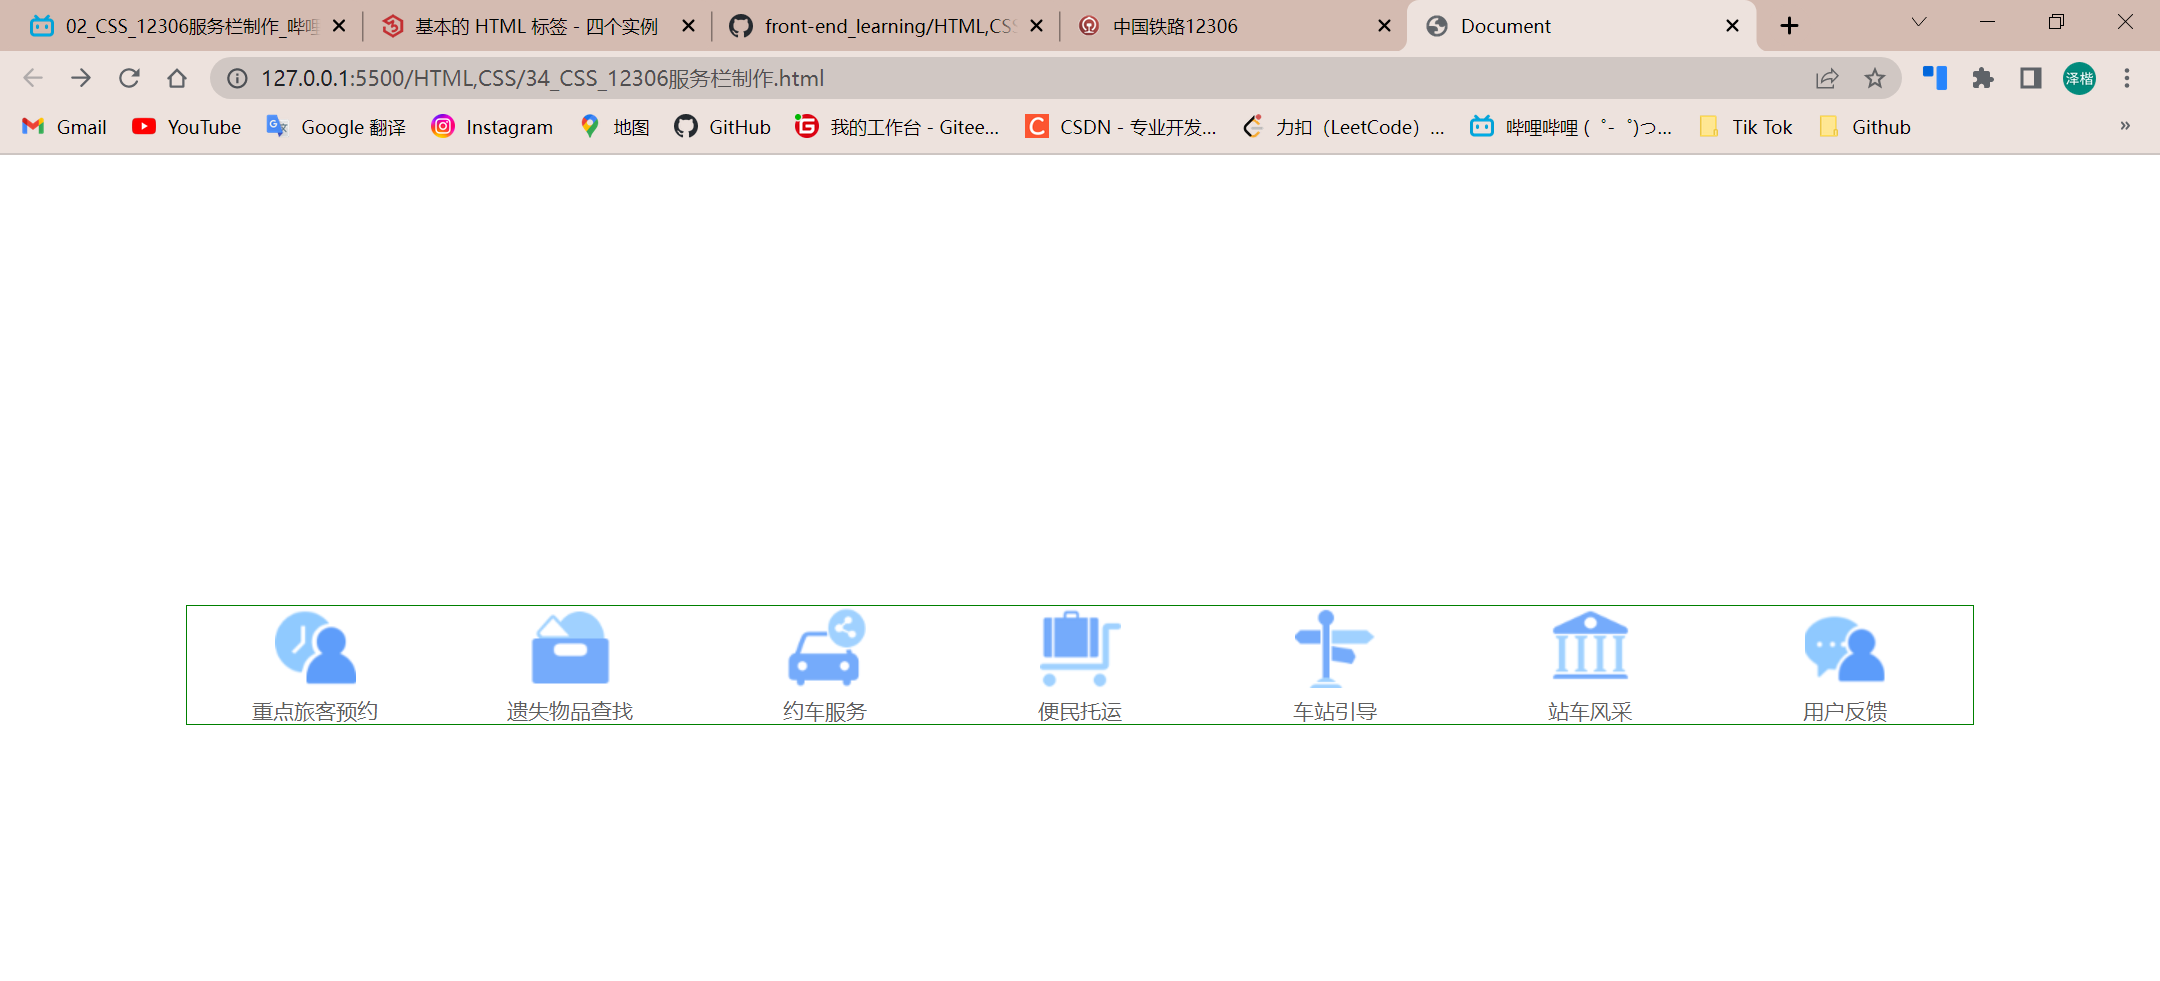 02_CSS_12306服务栏制作_哔哩
基本的 HTML 标签 - 四个实例
front-end_learning/HTML,CSS
中国铁路12306
Document
127.0.0.1:5500/HTML,CSS/34_CSS_12306服务栏制作.html
泽楷
Gmail
YouTube
Google 翻译
Instagram
地图
GitHub
我的工作台 - Gitee...
CSDN - 专业开发...
力扣（LeetCode）...
哔哩哔哩 (゜-゜)つ...
Tik Tok
Github
»
重点旅客预约
遗失物品查找
约车服务
便民托运
车站引导
站车风采
用户反馈